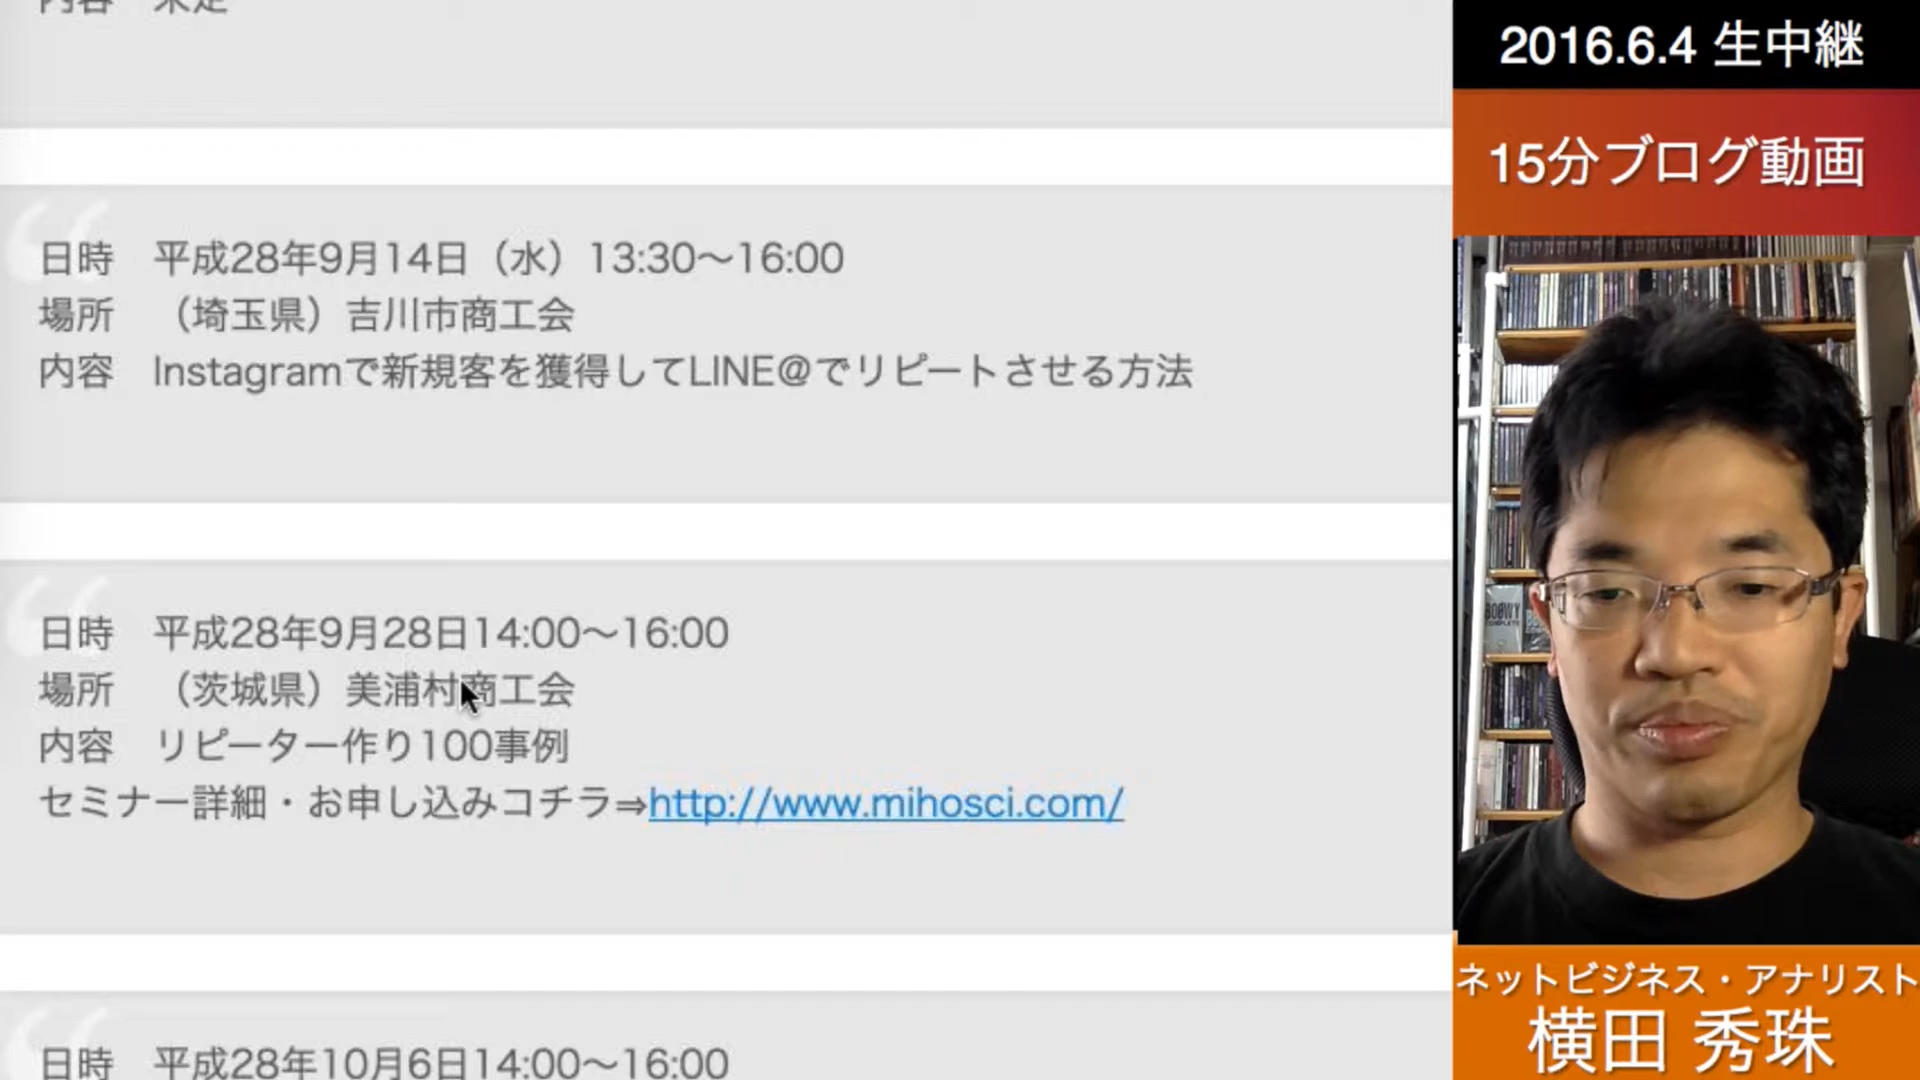 内容　未定
日時　平成28年9月14日（水）13:30～16:00
場所　（埼玉県）吉川市商工会
内容　Instagramで新規客を獲得してLINE@でリピートさせる方法
日時　平成28年9月28日14:00～16:00
場所　（茨城県）美浦村商工会
内容　リピーター作り100事例
セミナー詳細・お申し込みコチラ⇒http://www.mihosci.com/
日時　平成28年10月6日14:00～16:00
2016.6.4 生中継
15分ブログ動画
BOØWY
COMPLETE
ネットビジネス・アナリスト
横田 秀珠